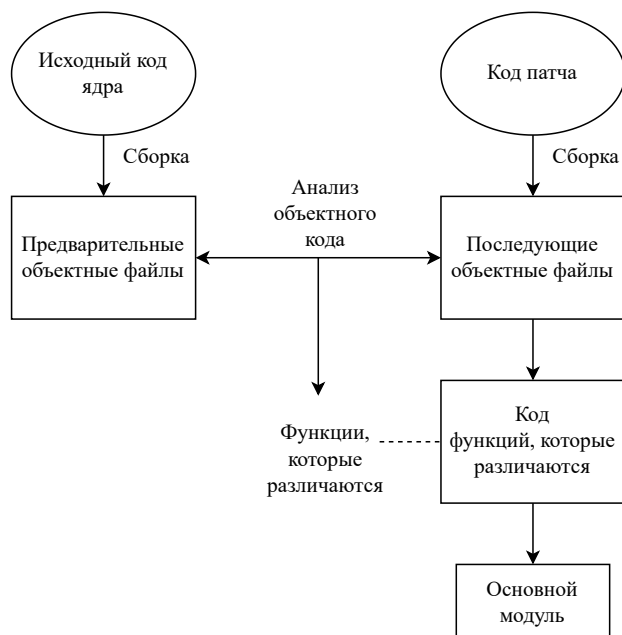 Исходный код
ядра
Код патча
Сборка
Сборка
Анализ
объектного
кода
Предварительные
объектные файлы
Последующие
объектные файлы
Функции,
которые
различаются
Код
функций, которые
различаются
Основной
модуль